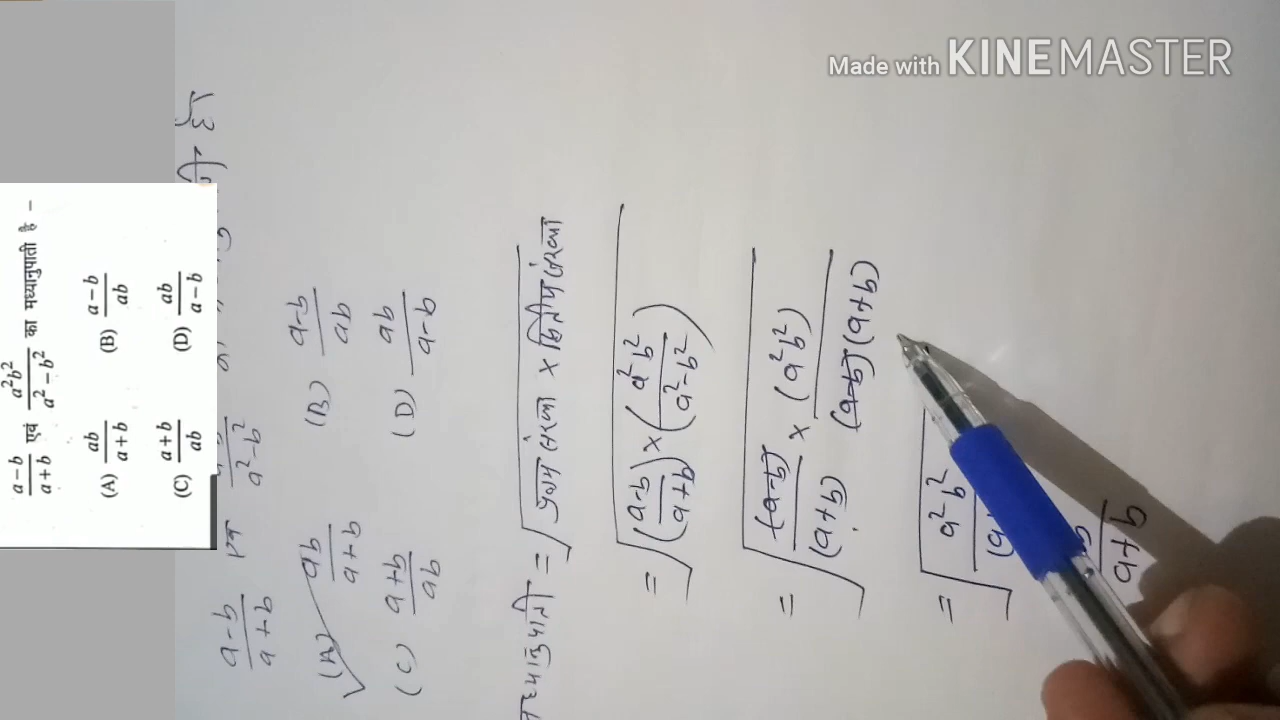 Made with KINEMASTER
a-b/a+b एवं a²b²/a²-b² का मध्यानुपाती है -
(A) ab/a+b (B) a-b/ab
(C) a+b/ab (D) ab/a-b
a-b/a+b एवं a²-b²
(A) ab/a+b (B) a-b/ab
(C) a+b/ab (D) ab/a-b
मध्यानुपाती = √प्रथम संख्या × द्वितीय संख्या
= √(a-b)/(a+b) × (a²b²)/(a²-b²)
= √(a-b)/(a+b) × (a²b²)/(a-b)(a+b)
= √a²b²/(a
a+b